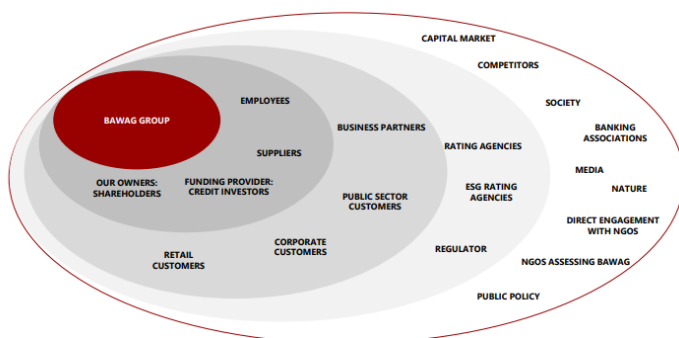 CAPITAL MARKET
COMPETITORS
EMPLOYEES
SOCIETY
BAWAG GROUP
BUSINESS PARTNERS
BANKING
ASSOCIATIONS
SUPPLIERS
RATING AGENCIES
MEDIA
OUR OWNERS:
SHAREHOLDERS
FUNDING PROVIDER:
CREDIT INVESTORS
PUBLIC SECTOR
CUSTOMERS
ESG RATING
AGENCIES
NATURE
DIRECT ENGAGEMENT
WITH NGOS
RETAIL
CUSTOMERS
CORPORATE
CUSTOMERS
REGULATOR
NGOS ASSESSING BAWAG
PUBLIC POLICY